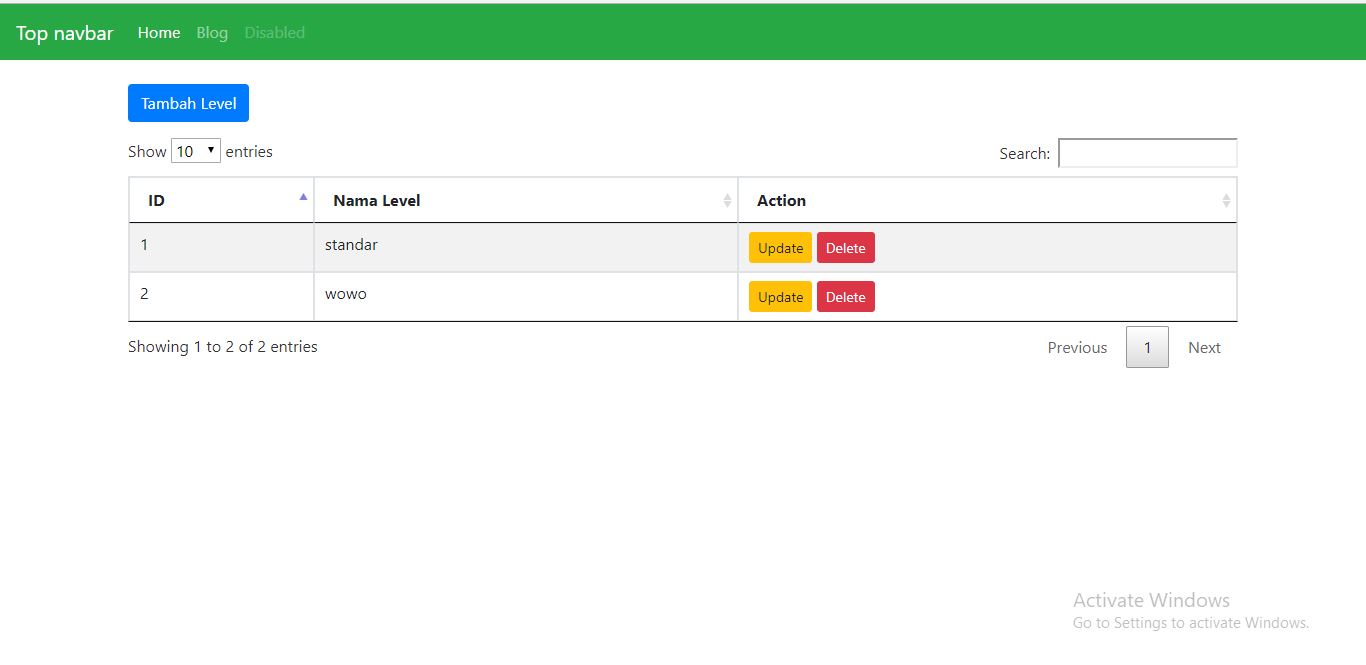 Top navbar Home Blog Disabled
Tambah Level
Show 10 entries Search:
ID Nama Level Action
1 standar Update Delete
2 wowo Update Delete
Showing 1 to 2 of 2 entries Previous 1 Next
Activate Windows
Go to Settings to activate Windows.